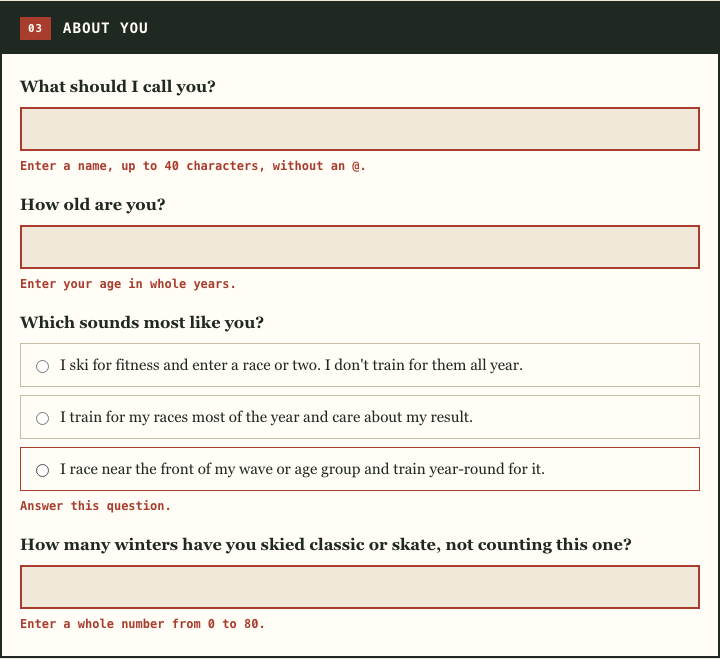 03 ABOUT YOU
What should I call you?
Enter a name, up to 40 characters, without an @.
How old are you?
Enter your age in whole years.
Which sounds most like you?
I ski for fitness and enter a race or two. I don't train for them all year.
I train for my races most of the year and care about my result.
I race near the front of my wave or age group and train year-round for it.
Answer this question.
How many winters have you skied classic or skate, not counting this one?
Enter a whole number from 0 to 80.